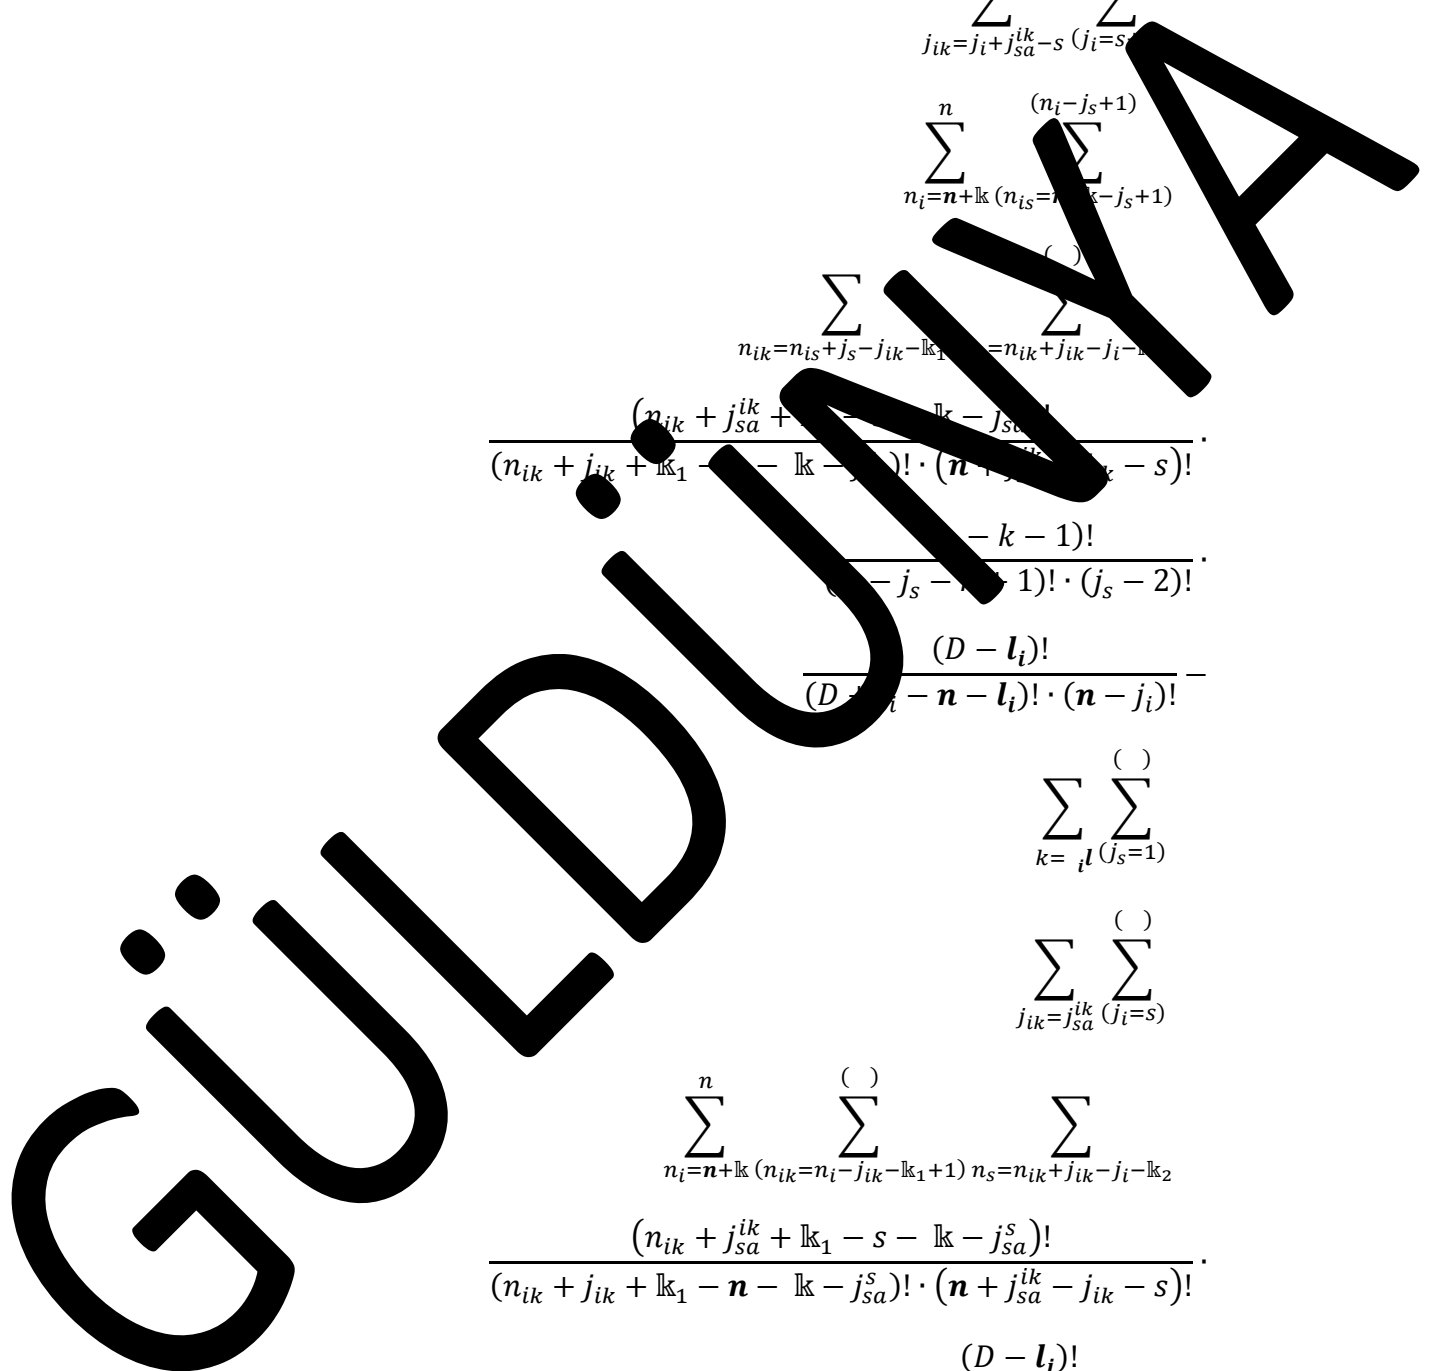 ∑ ∑
j_{ik}=j_i+j_{sa}^{ik}−s (j_i=s
n (n_i−j_s+1)
∑ ∑
n_i=𝒏+𝕜 (n_{is}= k−j_s+1)
( )
∑ ∑
n_{ik}=n_{is}+j_s−j_{ik}−𝕜_1 =n_{ik}+j_{ik}−j_i−
(n_{ik} + j_{sa}^{ik} +
(n_{ik} + j_{ik} + 𝕜_1 − − 𝕜 − )! · (𝒏 + − s)! ·
− k − 1)!
− j_s − 1)! · (j_s − 2)! ·
(D − 𝒍_𝒊)!
(D − 𝒏 − 𝒍_𝒊)! · (𝒏 − j_i)! −
( )
∑ ∑
k= _𝒊𝒍 (j_s=1)
( )
∑ ∑
j_{ik}=j_{sa}^{ik} (j_i=s)
n ( )
∑ ∑ ∑
n_i=𝒏+𝕜 (n_{ik}=n_i−j_{ik}−𝕜_1+1) n_s=n_{ik}+j_{ik}−j_i−𝕜_2
(n_{ik} + j_{sa}^{ik} + 𝕜_1 − s − 𝕜 − j_{sa}^s)!
(n_{ik} + j_{ik} + 𝕜_1 − 𝒏 − 𝕜 − j_{sa}^s)! · (𝒏 + j_{sa}^{ik} − j_{ik} − s)! ·
(D − 𝒍_𝒊)!
GÜLDÜNYA